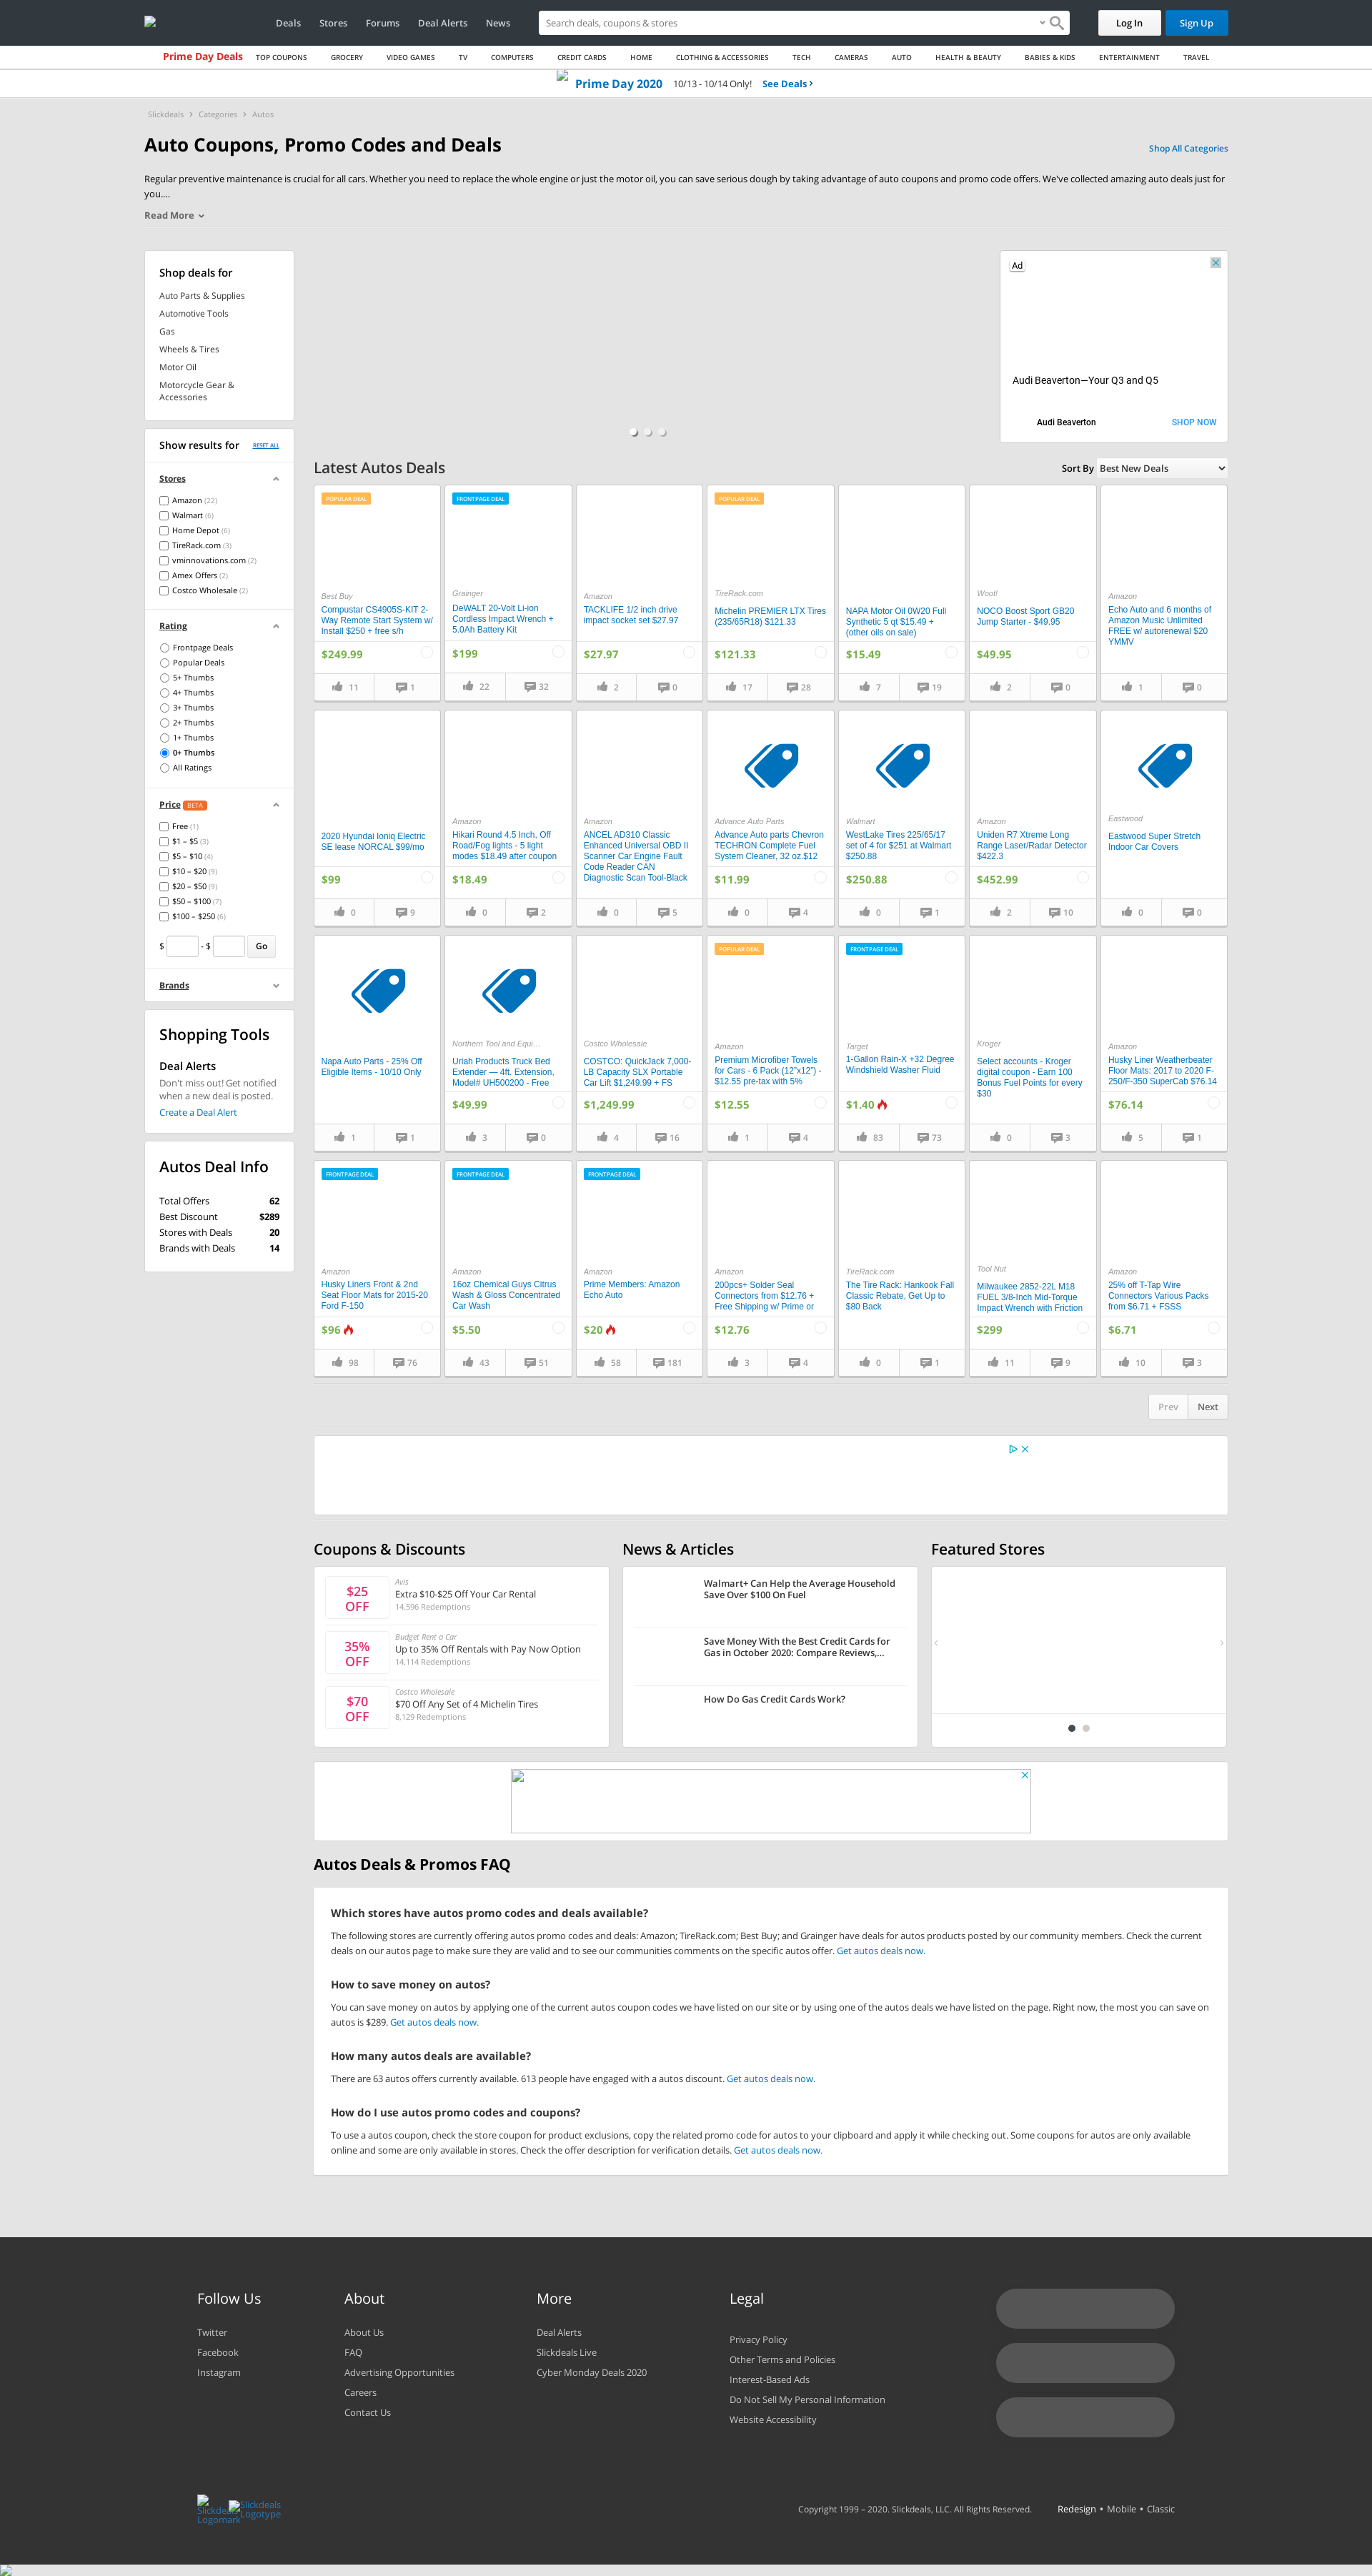 Deals Stores Forums Deal Alerts News Search deals, coupons & stores Log In Sign Up
Prime Day Deals TOP COUPONS GROCERY VIDEO GAMES TV COMPUTERS CREDIT CARDS HOME CLOTHING & ACCESSORIES TECH CAMERAS AUTO HEALTH & BEAUTY BABIES & KIDS ENTERTAINMENT TRAVEL
Prime Day 2020 10/13 - 10/14 Only! See Deals
Slickdeals Categories Autos
Auto Coupons, Promo Codes and Deals
Shop All Categories
Regular preventive maintenance is crucial for all cars. Whether you need to replace the whole engine or just the motor oil, you can save serious dough by taking advantage of auto coupons and promo code offers. We've collected amazing auto deals just for
you....
Read More
Shop deals for
Auto Parts & Supplies
Automotive Tools
Gas
Wheels & Tires
Motor Oil
Motorcycle Gear &
Accessories
Show results for RESET ALL
Stores
Amazon (22)
Walmart (6)
Home Depot (6)
TireRack.com (3)
vminnovations.com (2)
Amex Offers (2)
Costco Wholesale (2)
Rating
Frontpage Deals
Popular Deals
5+ Thumbs
4+ Thumbs
3+ Thumbs
2+ Thumbs
1+ Thumbs
0+ Thumbs
All Ratings
Price BETA
Free (1)
$1 – $5 (3)
$5 – $10 (4)
$10 – $20 (9)
$20 – $50 (9)
$50 – $100 (7)
$100 – $250 (6)
$ - $ Go
Brands
Shopping Tools
Deal Alerts
Don't miss out! Get notified
when a new deal is posted.
Create a Deal Alert
Autos Deal Info
Total Offers 62
Best Discount $289
Stores with Deals 20
Brands with Deals 14
Ad
Audi Beaverton—Your Q3 and Q5
Audi Beaverton SHOP NOW
Latest Autos Deals
Sort By Best New Deals
POPULAR DEAL
Best Buy
Compustar CS4905S-KIT 2-
Way Remote Start System w/
Install $250 + free s/h
$249.99
11 1
FRONTPAGE DEAL
Grainger
DeWALT 20-Volt Li-ion
Cordless Impact Wrench +
5.0Ah Battery Kit
$199
22 32
Amazon
TACKLIFE 1/2 inch drive
impact socket set $27.97
$27.97
2 0
POPULAR DEAL
TireRack.com
Michelin PREMIER LTX Tires
(235/65R18) $121.33
$121.33
17 28
NAPA Motor Oil 0W20 Full
Synthetic 5 qt $15.49 +
(other oils on sale)
$15.49
7 19
Woot!
NOCO Boost Sport GB20
Jump Starter - $49.95
$49.95
2 0
Amazon
Echo Auto and 6 months of
Amazon Music Unlimited
FREE w/ autorenewal $20
YMMV
1 0
2020 Hyundai Ioniq Electric
SE lease NORCAL $99/mo
$99
0 9
Amazon
Hikari Round 4.5 Inch, Off
Road/Fog lights - 5 light
modes $18.49 after coupon
$18.49
0 2
Amazon
ANCEL AD310 Classic
Enhanced Universal OBD II
Scanner Car Engine Fault
Code Reader CAN
Diagnostic Scan Tool-Black
0 5
Advance Auto Parts
Advance Auto parts Chevron
TECHRON Complete Fuel
System Cleaner, 32 oz.$12
$11.99
0 4
Walmart
WestLake Tires 225/65/17
set of 4 for $251 at Walmart
$250.88
$250.88
0 1
Amazon
Uniden R7 Xtreme Long
Range Laser/Radar Detector
$422.3
$452.99
2 10
Eastwood
Eastwood Super Stretch
Indoor Car Covers
0 0
Napa Auto Parts - 25% Off
Eligible Items - 10/10 Only
1 1
Northern Tool and Equi...
Uriah Products Truck Bed
Extender — 4ft. Extension,
Model# UH500200 - Free
$49.99
3 0
Costco Wholesale
COSTCO: QuickJack 7,000-
LB Capacity SLX Portable
Car Lift $1,249.99 + FS
$1,249.99
4 16
POPULAR DEAL
Amazon
Premium Microfiber Towels
for Cars - 6 Pack (12"x12") -
$12.55 pre-tax with 5%
$12.55
1 4
FRONTPAGE DEAL
Target
1-Gallon Rain-X +32 Degree
Windshield Washer Fluid
$1.40
83 73
Kroger
Select accounts - Kroger
digital coupon - Earn 100
Bonus Fuel Points for every
$30
0 3
Amazon
Husky Liner Weatherbeater
Floor Mats: 2017 to 2020 F-
250/F-350 SuperCab $76.14
$76.14
5 1
FRONTPAGE DEAL
Amazon
Husky Liners Front & 2nd
Seat Floor Mats for 2015-20
Ford F-150
$96
98 76
FRONTPAGE DEAL
Amazon
16oz Chemical Guys Citrus
Wash & Gloss Concentrated
Car Wash
$5.50
43 51
FRONTPAGE DEAL
Amazon
Prime Members: Amazon
Echo Auto
$20
58 181
Amazon
200pcs+ Solder Seal
Connectors from $12.76 +
Free Shipping w/ Prime or
$12.76
3 4
TireRack.com
The Tire Rack: Hankook Fall
Classic Rebate, Get Up to
$80 Back
0 1
Tool Nut
Milwaukee 2852-22L M18
FUEL 3/8-Inch Mid-Torque
Impact Wrench with Friction
$299
11 9
Amazon
25% off T-Tap Wire
Connectors Various Packs
from $6.71 + FSSS
$6.71
10 3
Prev Next
Coupons & Discounts
$25
OFF
Avis
Extra $10-$25 Off Your Car Rental
14,596 Redemptions
35%
OFF
Budget Rent a Car
Up to 35% Off Rentals with Pay Now Option
14,114 Redemptions
$70
OFF
Costco Wholesale
$70 Off Any Set of 4 Michelin Tires
8,129 Redemptions
News & Articles
Walmart+ Can Help the Average Household
Save Over $100 On Fuel
Save Money With the Best Credit Cards for
Gas in October 2020: Compare Reviews,...
How Do Gas Credit Cards Work?
Featured Stores
Autos Deals & Promos FAQ
Which stores have autos promo codes and deals available?
The following stores are currently offering autos promo codes and deals: Amazon; TireRack.com; Best Buy; and Grainger have deals for autos products posted by our community members. Check the current
deals on our autos page to make sure they are valid and to see our communities comments on the specific autos offer. Get autos deals now.
How to save money on autos?
You can save money on autos by applying one of the current autos coupon codes we have listed on our site or by using one of the autos deals we have listed on the page. Right now, the most you can save on
autos is $289. Get autos deals now.
How many autos deals are available?
There are 63 autos offers currently available. 613 people have engaged with a autos discount. Get autos deals now.
How do I use autos promo codes and coupons?
To use a autos coupon, check the store coupon for product exclusions, copy the related promo code for autos to your clipboard and apply it while checking out. Some coupons for autos are only available
online and some are only available in stores. Check the offer description for verification details. Get autos deals now.
Follow Us
Twitter
Facebook
Instagram
About
About Us
FAQ
Advertising Opportunities
Careers
Contact Us
More
Deal Alerts
Slickdeals Live
Cyber Monday Deals 2020
Legal
Privacy Policy
Other Terms and Policies
Interest-Based Ads
Do Not Sell My Personal Information
Website Accessibility
Slickdeals
Logomark
Slickdeals
Logotype
Copyright 1999 – 2020. Slickdeals, LLC. All Rights Reserved. Redesign • Mobile • Classic